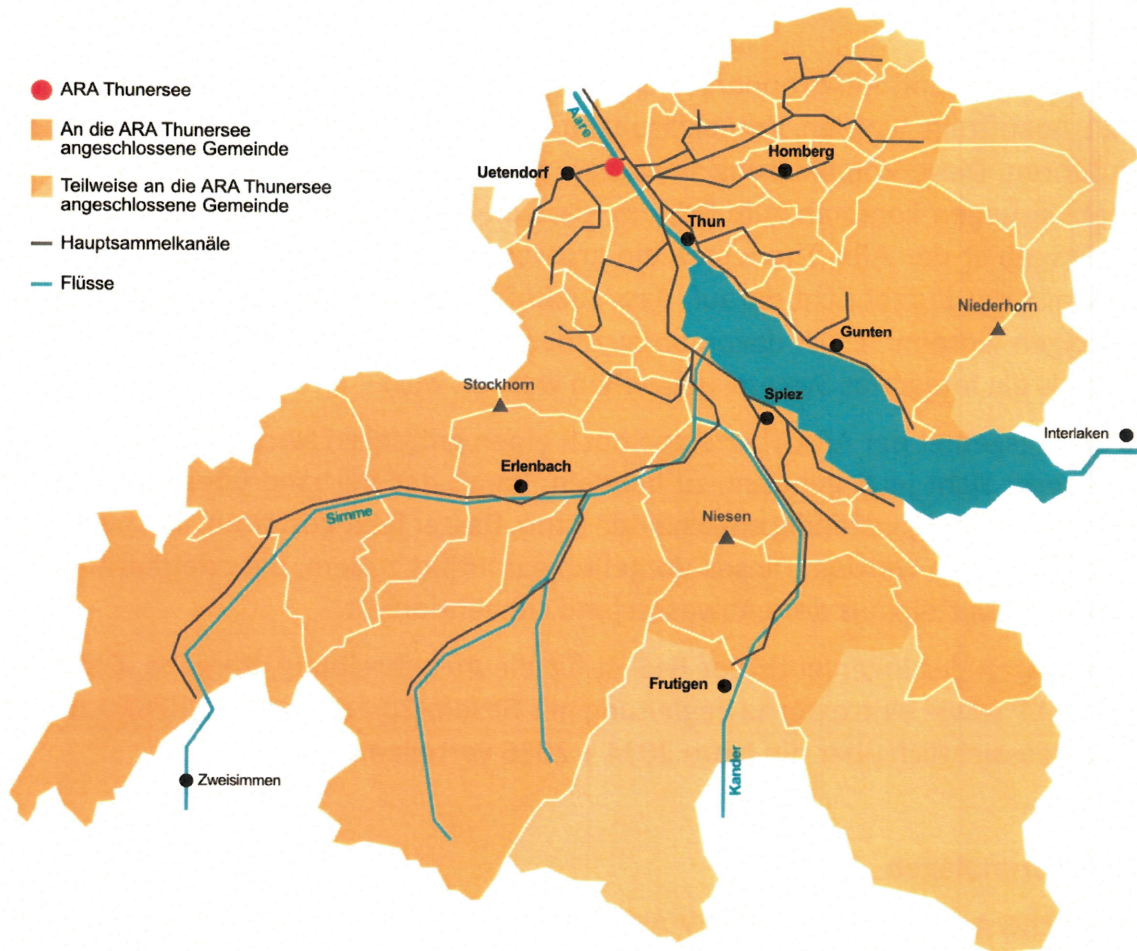 ARA Thunersee
An die ARA Thunersee
angeschlossene Gemeinde
Teilweise an die ARA Thunersee
angeschlossene Gemeinde
Hauptsammelkanäle
Flüsse
Aare
Uetendorf
Homberg
Thun
Niederhorn
Gunten
Stockhorn
Spiez
Interlaken
Erlenbach
Simme
Niesen
Frutigen
Kander
Zweisimmen